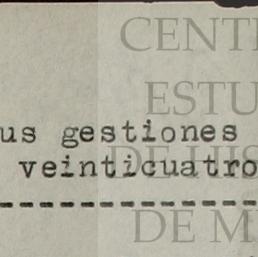 CENT
ESTU
us gestiones
DE HIS
veinticuatro
--------------------
DE M